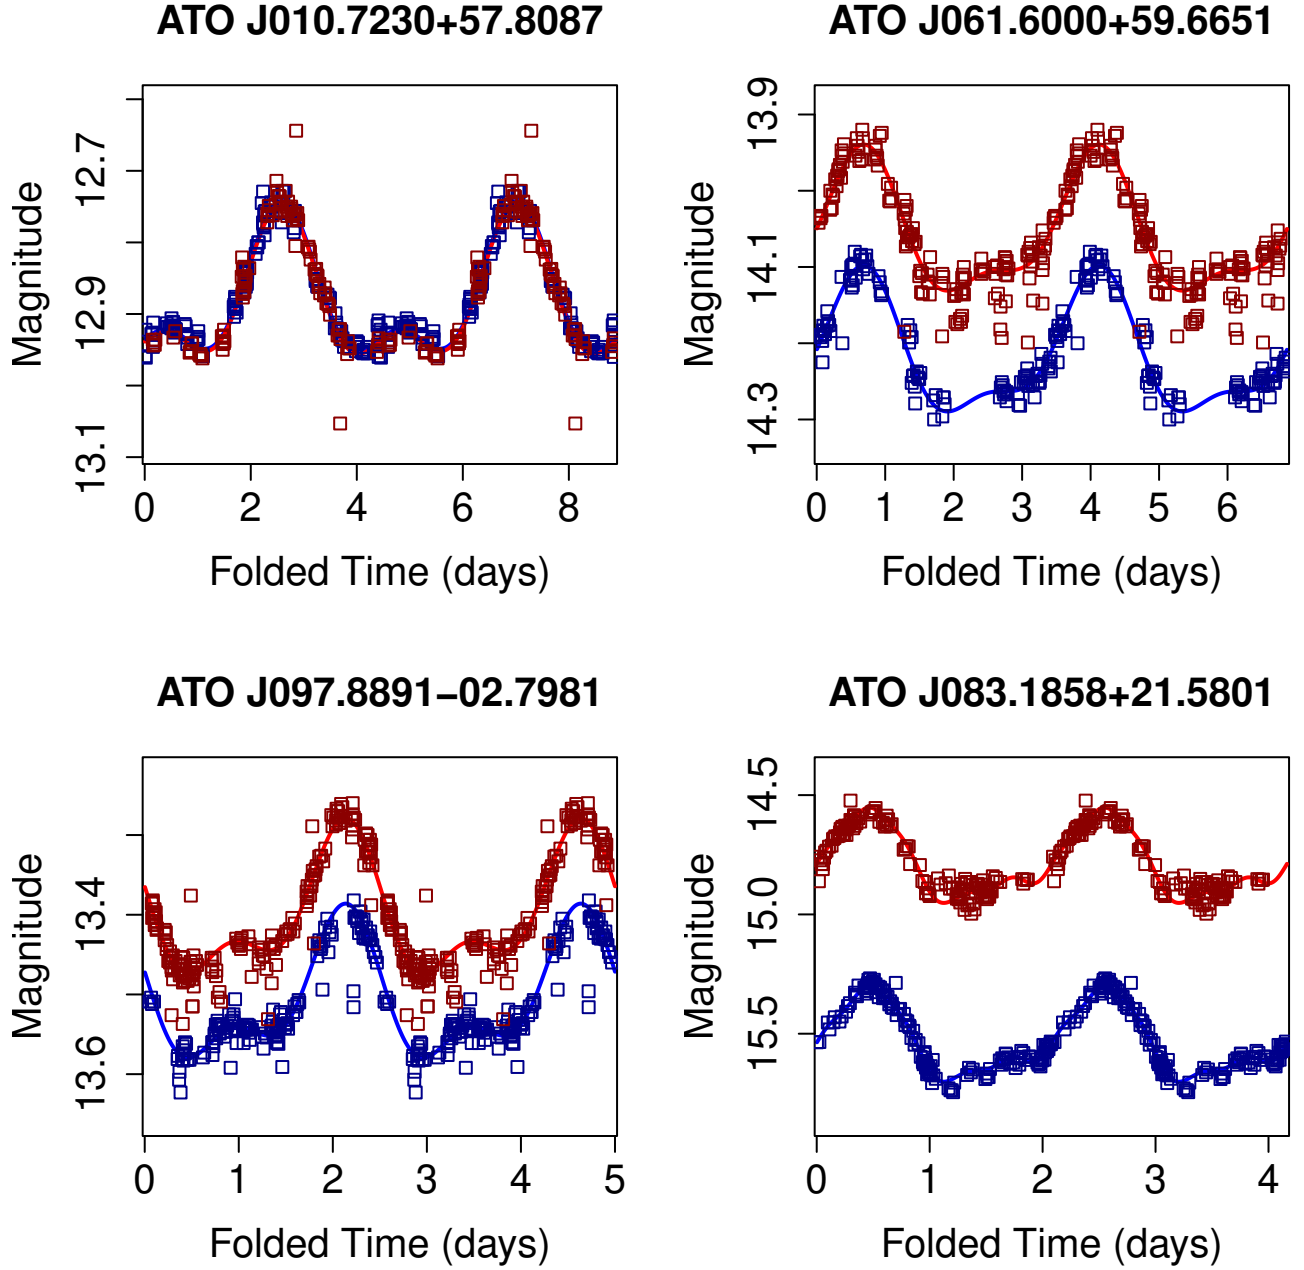 ATO J010.7230+57.8087
Magnitude
12.7
12.9
13.1
0 2 4 6 8
Folded Time (days)
ATO J061.6000+59.6651
Magnitude
13.9
14.1
14.3
0 1 2 3 4 5 6
Folded Time (days)
ATO J097.8891−02.7981
Magnitude
13.4
13.6
0 1 2 3 4 5
Folded Time (days)
ATO J083.1858+21.5801
Magnitude
14.5
15.0
15.5
0 1 2 3 4
Folded Time (days)